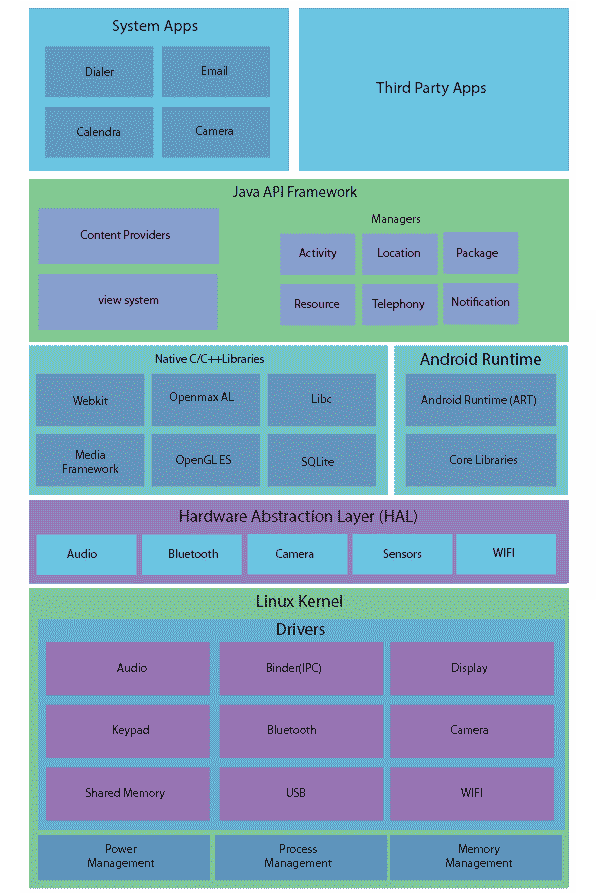 System Apps
Dialer
Email
Calendra
Camera
Third Party Apps
Java API Framework
Content Providers
view system
Managers
Activity
Location
Package
Resource
Telephony
Notification
Native C/C++Libraries
Webkit
Openmax AL
Libc
Media
Framework
OpenGL ES
SQLite
Android Runtime
Android Runtime (ART)
Core Libraries
Hardware Abstraction Layer (HAL)
Audio
Bluetooth
Camera
Sensors
WIFI
Linux Kernel
Drivers
Audio
Binder(IPC)
Display
Keypad
Bluetooth
Camera
Shared Memory
USB
WIFI
Power
Management
Process
Management
Memory
Management